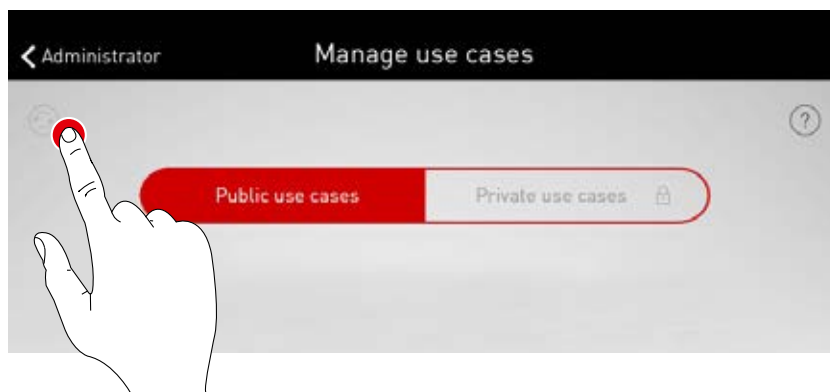 Administrator
Manage use cases
?
Public use cases
Private use cases